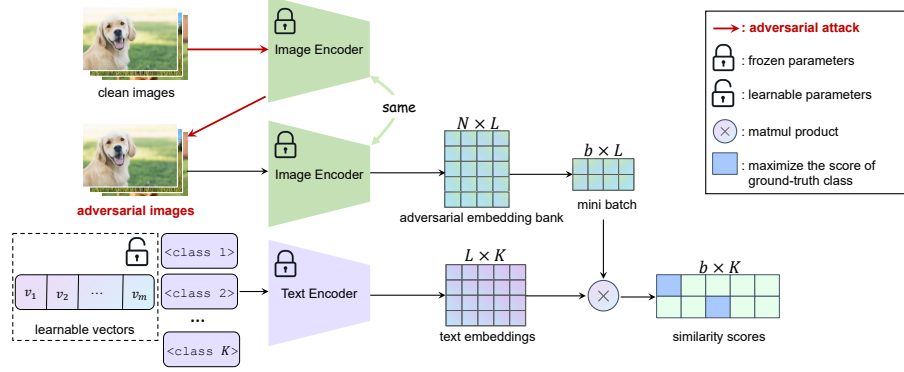 Image Encoder
clean images
same
Image Encoder
adversarial images
N × L
adversarial embedding bank
b × L
mini batch
v1 v2 ⋯ vm
learnable vectors
<class 1>
<class 2>
...
<class K>
Text Encoder
L × K
text embeddings
×
b × K
similarity scores
: adversarial attack
: frozen parameters
: learnable parameters
× : matmul product
: maximize the score of
ground-truth class